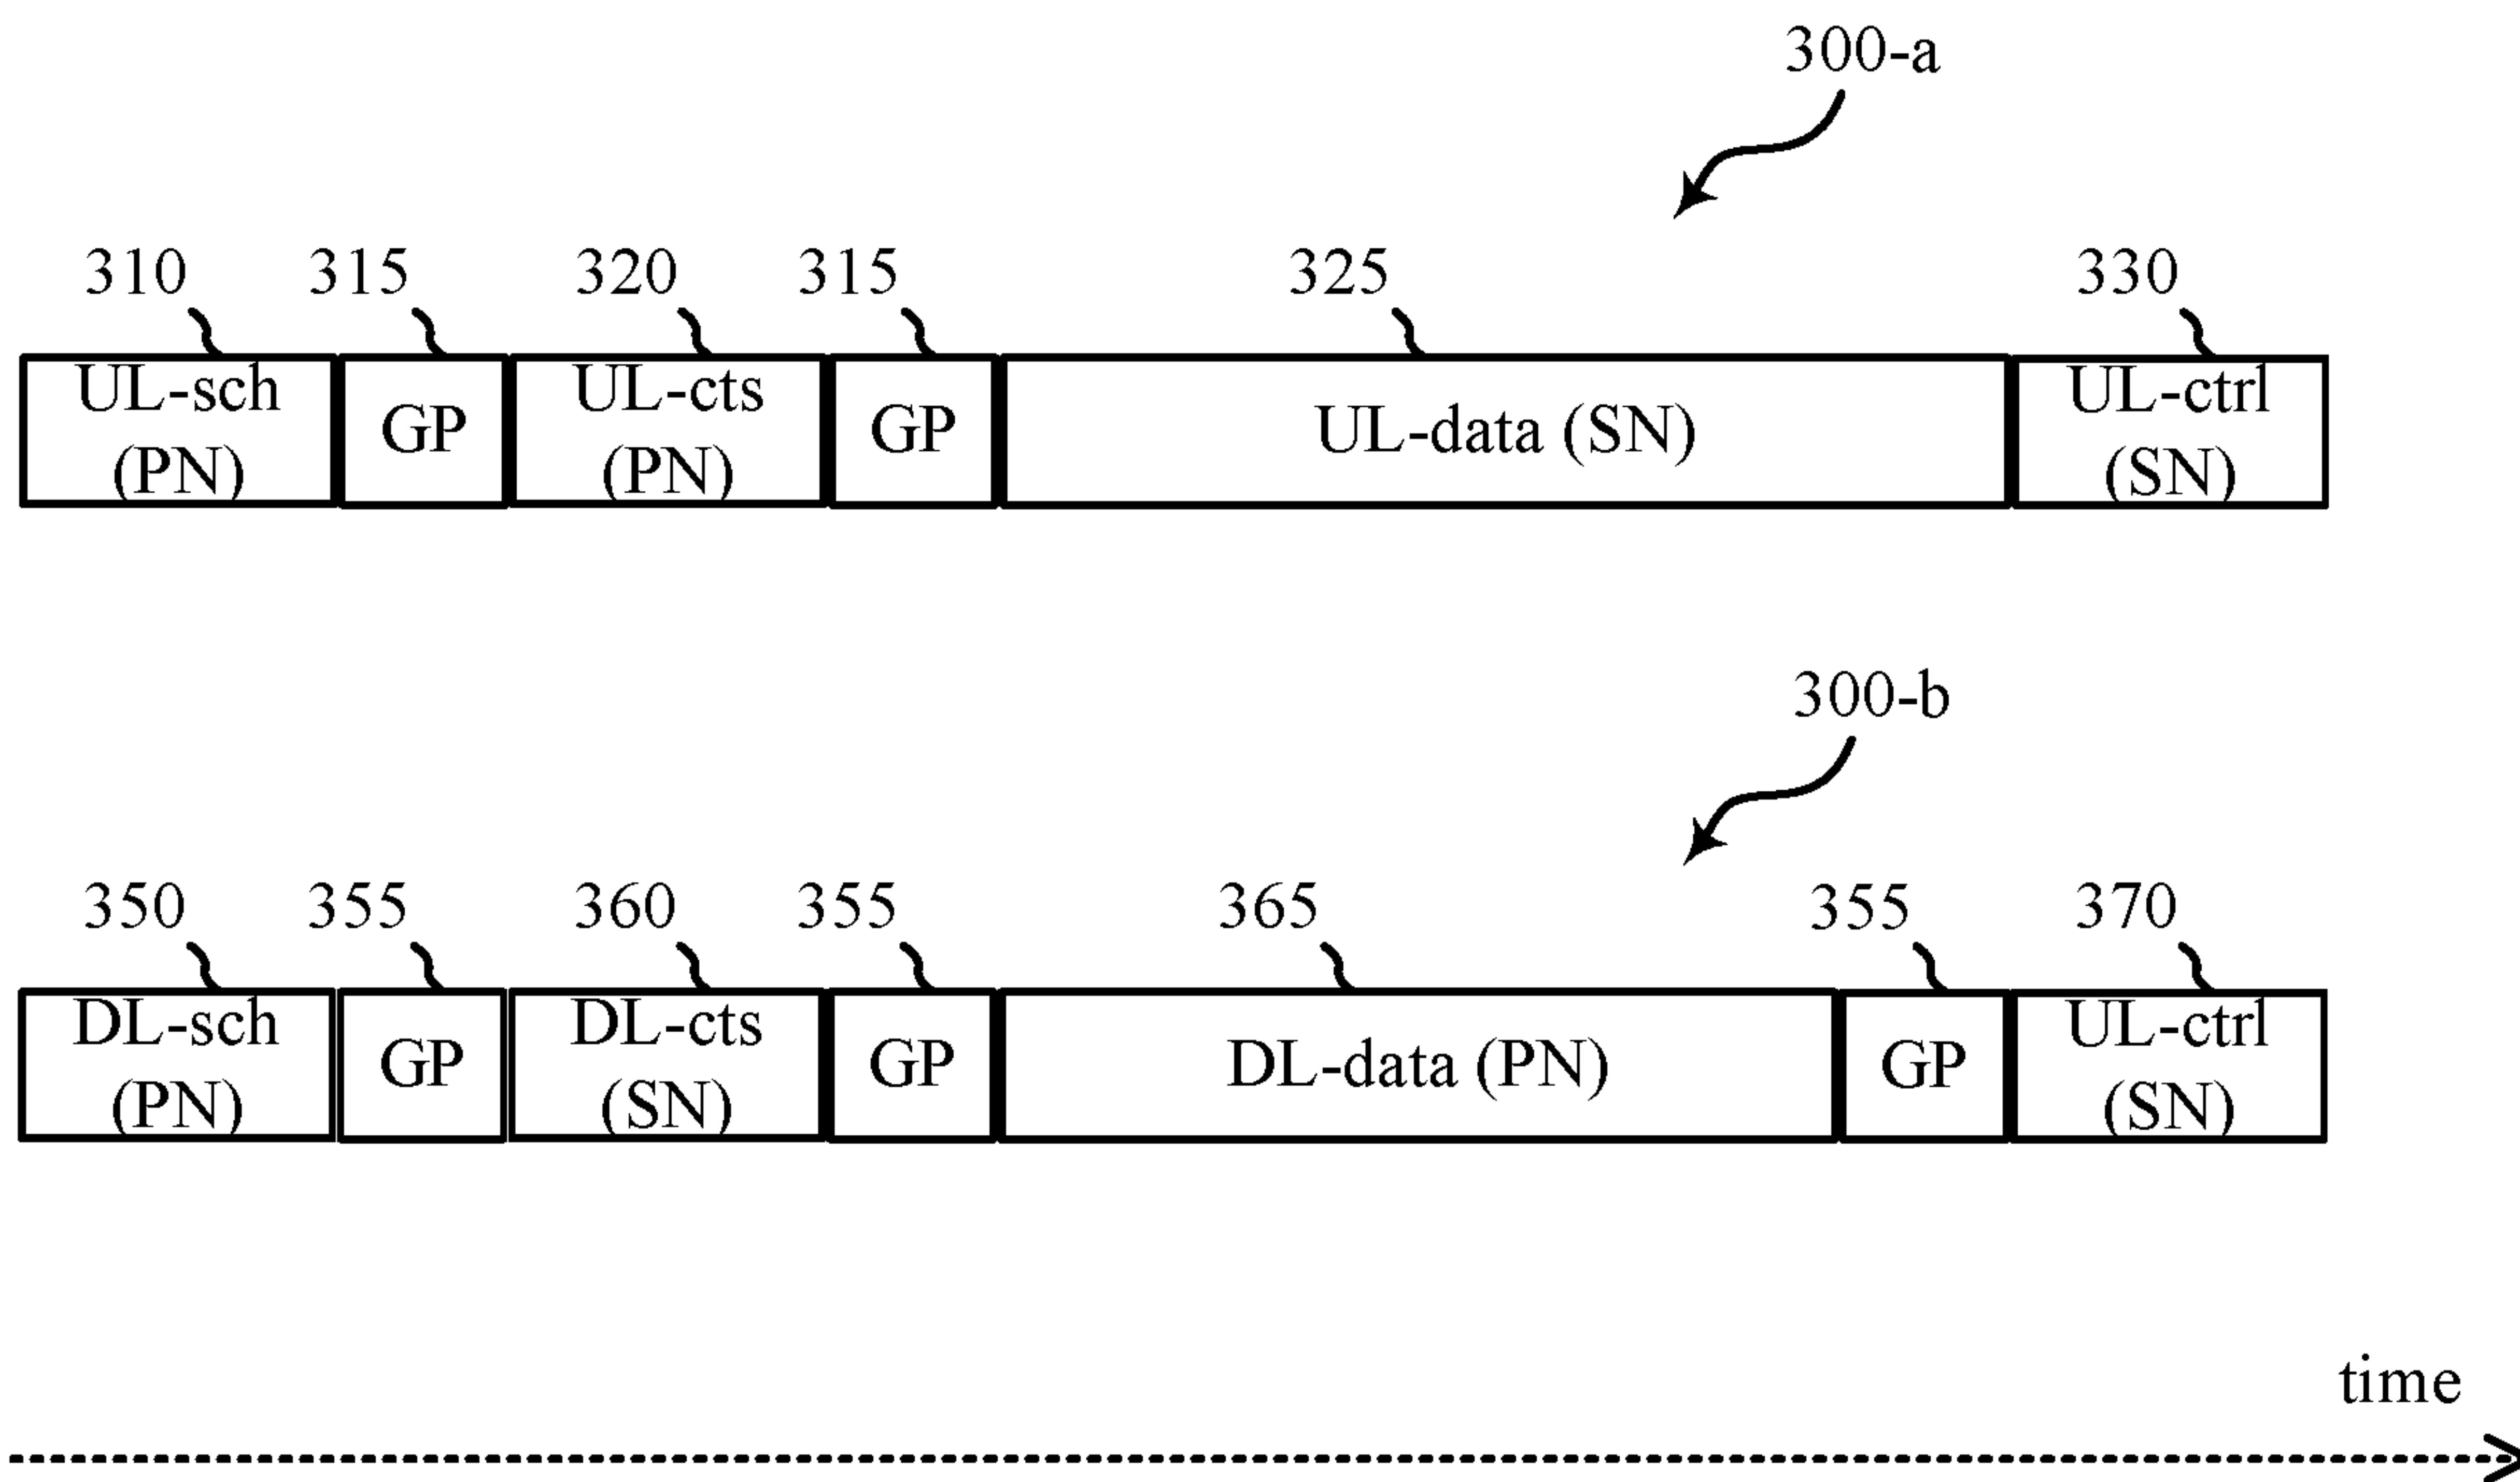 300-a
310 315 320 315 325 330
UL-sch (PN) GP UL-cts (PN) GP UL-data (SN) UL-ctrl (SN)
300-b
350 355 360 355 365 355 370
DL-sch (PN) GP DL-cts (SN) GP DL-data (PN) GP UL-ctrl (SN)
time